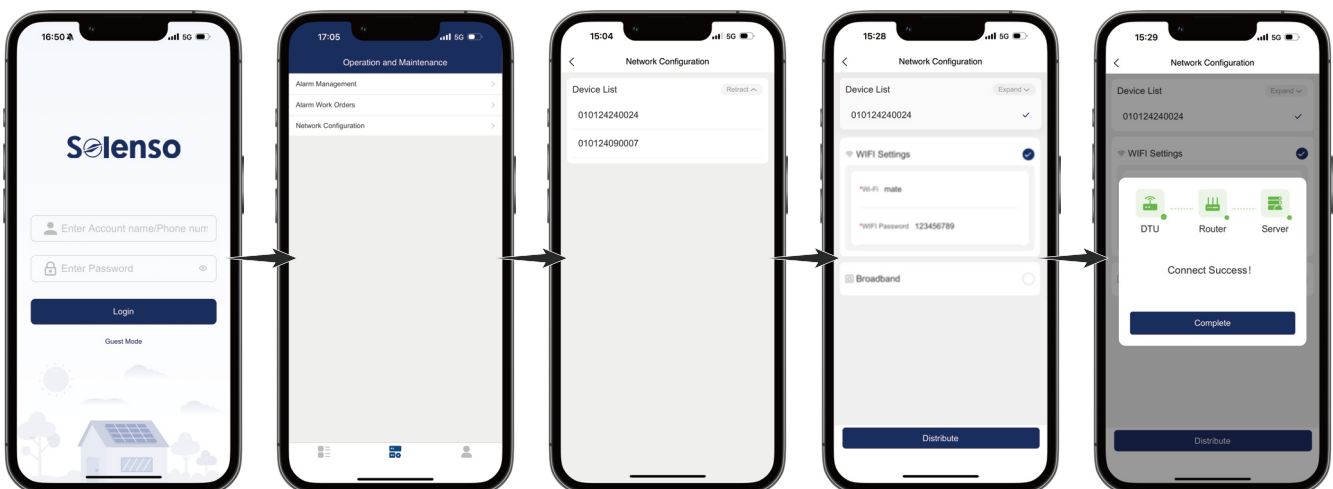 16:50
5G
Solenso
Enter Account name/Phone num
Enter Password
Login
Guest Mode
17:05
5G
Operation and Maintenance
Alarm Management
Alarm Work Orders
Network Configuration
15:04
5G
Network Configuration
Device List
Retract
010124240024
010124090007
15:28
5G
Network Configuration
Device List
Expand
010124240024
WIFI Settings
*Wi-Fi mate
*WIFI Password 123456789
Broadband
Distribute
15:29
5G
Network Configuration
Device List
Expand
010124240024
WIFI Settings
DTU Router Server
Connect Success!
Complete
Distribute